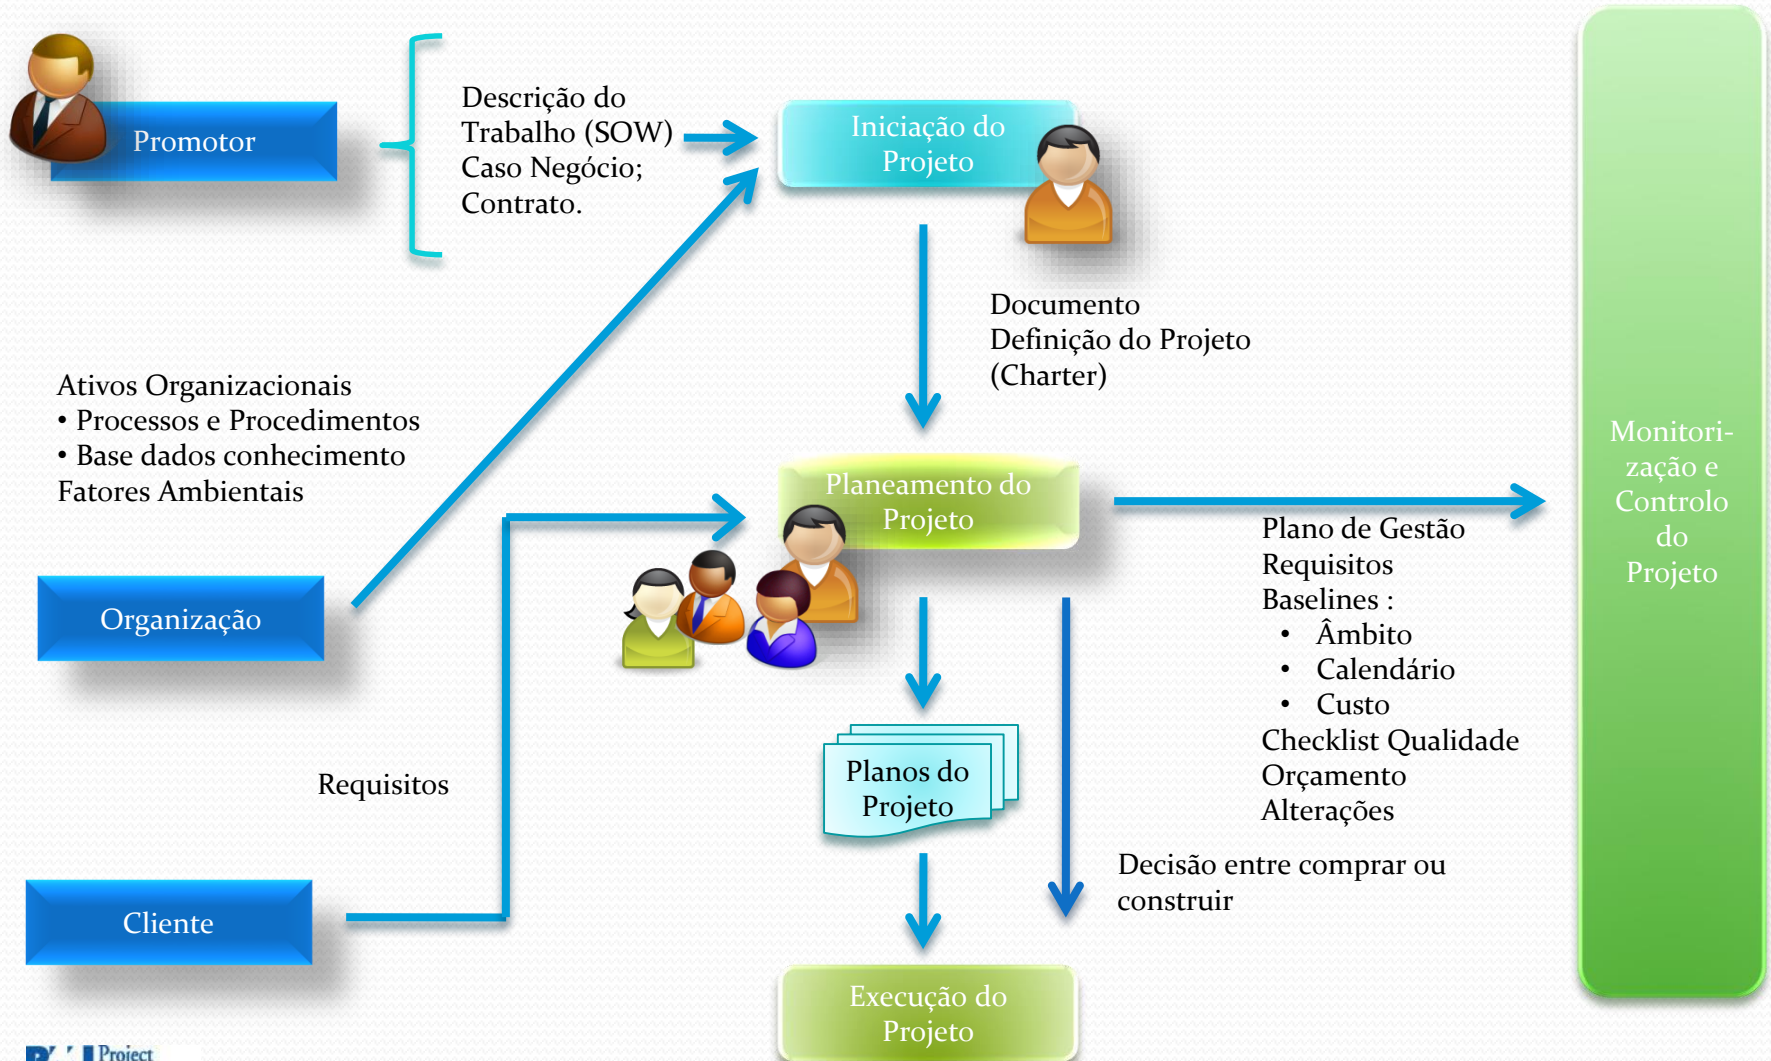 Promotor
Descrição do
Trabalho (SOW)
Caso Negócio;
Contrato.
Iniciação do
Projeto
Documento
Definição do Projeto
(Charter)
Ativos Organizacionais
• Processos e Procedimentos
• Base dados conhecimento
Fatores Ambientais
Organização
Planeamento do
Projeto
Monitori-
zação e
Controlo
do
Projeto
Plano de Gestão
Requisitos
Baselines :
• Âmbito
• Calendário
• Custo
Checklist Qualidade
Orçamento
Alterações
Requisitos
Planos do
Projeto
Decisão entre comprar ou
construir
Cliente
Execução do
Projeto
Project